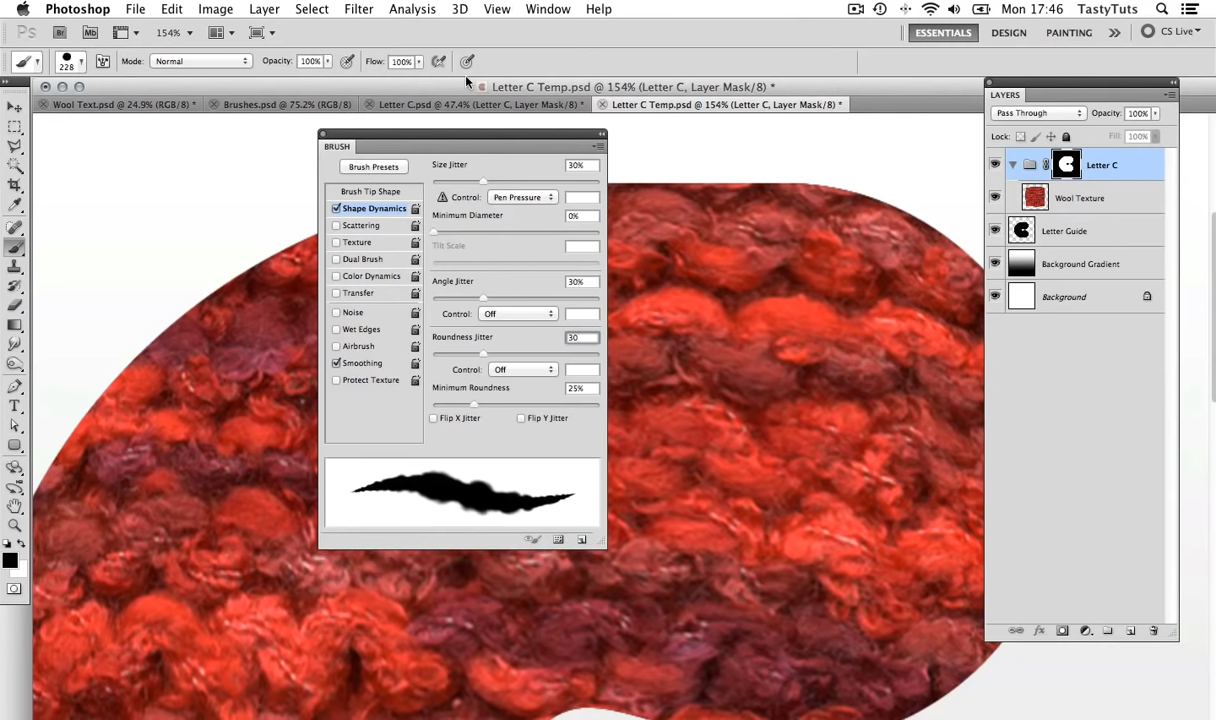 Photoshop File Edit Image Layer Select Filter Analysis 3D View Window Help Mon 17:46 TastyTuts
Ps Br Mb 154% ESSENTIALS DESIGN PAINTING CS Live
228 Mode: Normal Opacity: 100% Flow: 100%
Letter C Temp.psd @ 154% (Letter C, Layer Mask/8) *
Wool Text.psd @ 24.9% (RGB/8) * Brushes.psd @ 75.2% (RGB/8) Letter C.psd @ 47.4% (Letter C, Layer Mask/8) * Letter C Temp.psd @ 154% (Letter C, Layer Mask/8) *
BRUSH
Brush Presets
Brush Tip Shape
Shape Dynamics
Scattering
Texture
Dual Brush
Color Dynamics
Transfer
Noise
Wet Edges
Airbrush
Smoothing
Protect Texture
Size Jitter 30%
Control: Pen Pressure
Minimum Diameter 0%
Tilt Scale
Angle Jitter 30%
Control: Off
Roundness Jitter 30
Control: Off
Minimum Roundness 25%
Flip X Jitter Flip Y Jitter
LAYERS
Pass Through Opacity: 100%
Lock: Fill: 100%
Letter C
Wool Texture
Letter Guide
Background Gradient
Background
fx
T